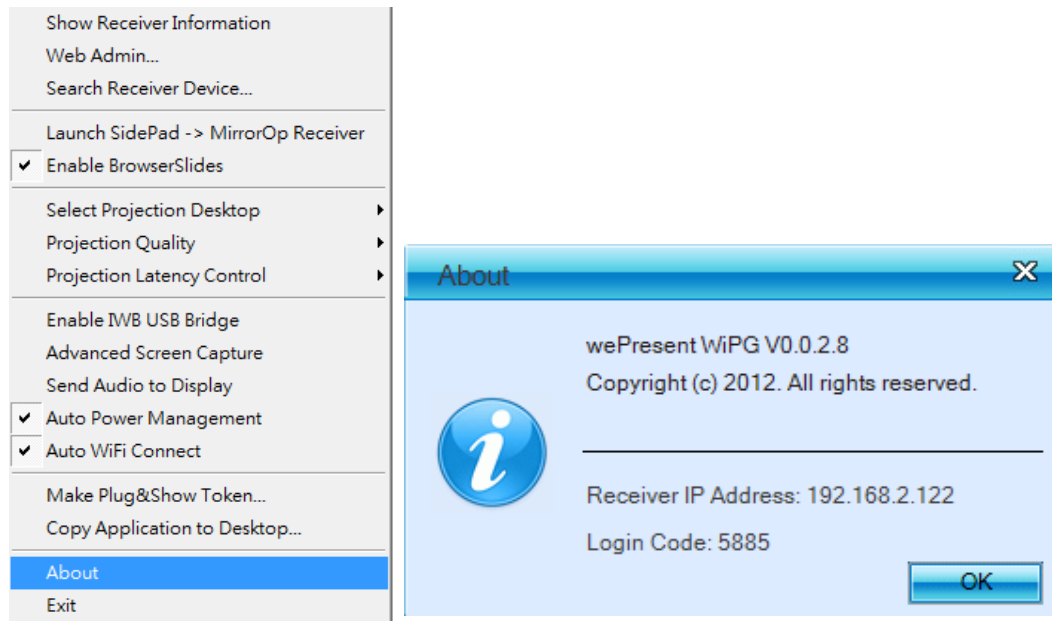 Show Receiver Information
Web Admin...
Search Receiver Device...
Launch SidePad -> MirrorOp Receiver
Enable BrowserSlides
Select Projection Desktop
Projection Quality
Projection Latency Control
Enable IWB USB Bridge
Advanced Screen Capture
Send Audio to Display
Auto Power Management
Auto WiFi Connect
Make Plug&Show Token...
Copy Application to Desktop...
About
Exit
About
wePresent WiPG V0.0.2.8
Copyright (c) 2012. All rights reserved.
Receiver IP Address: 192.168.2.122
Login Code: 5885
OK